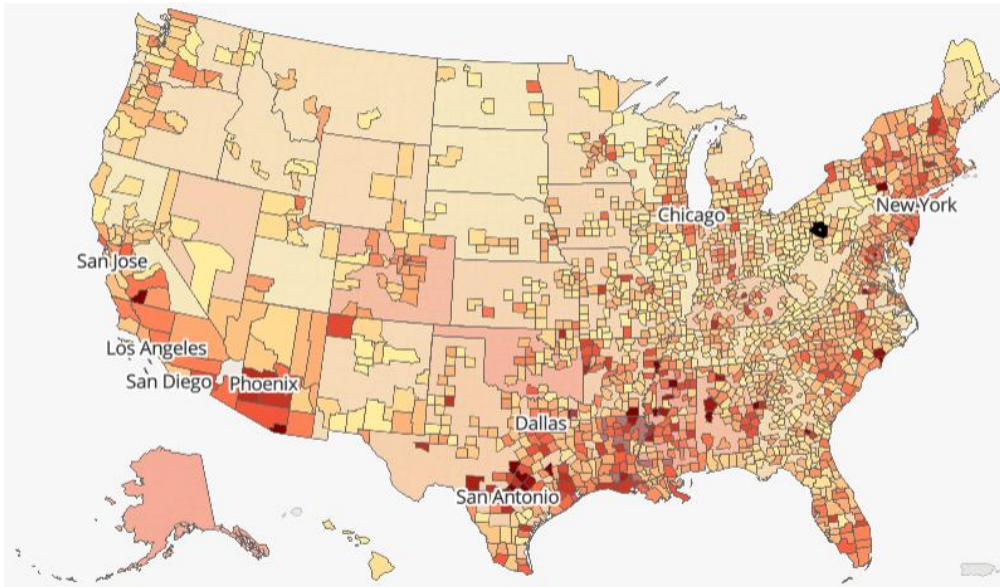 New York
Chicago
San Jose
Los Angeles
San Diego
Phoenix
Dallas
San Antonio